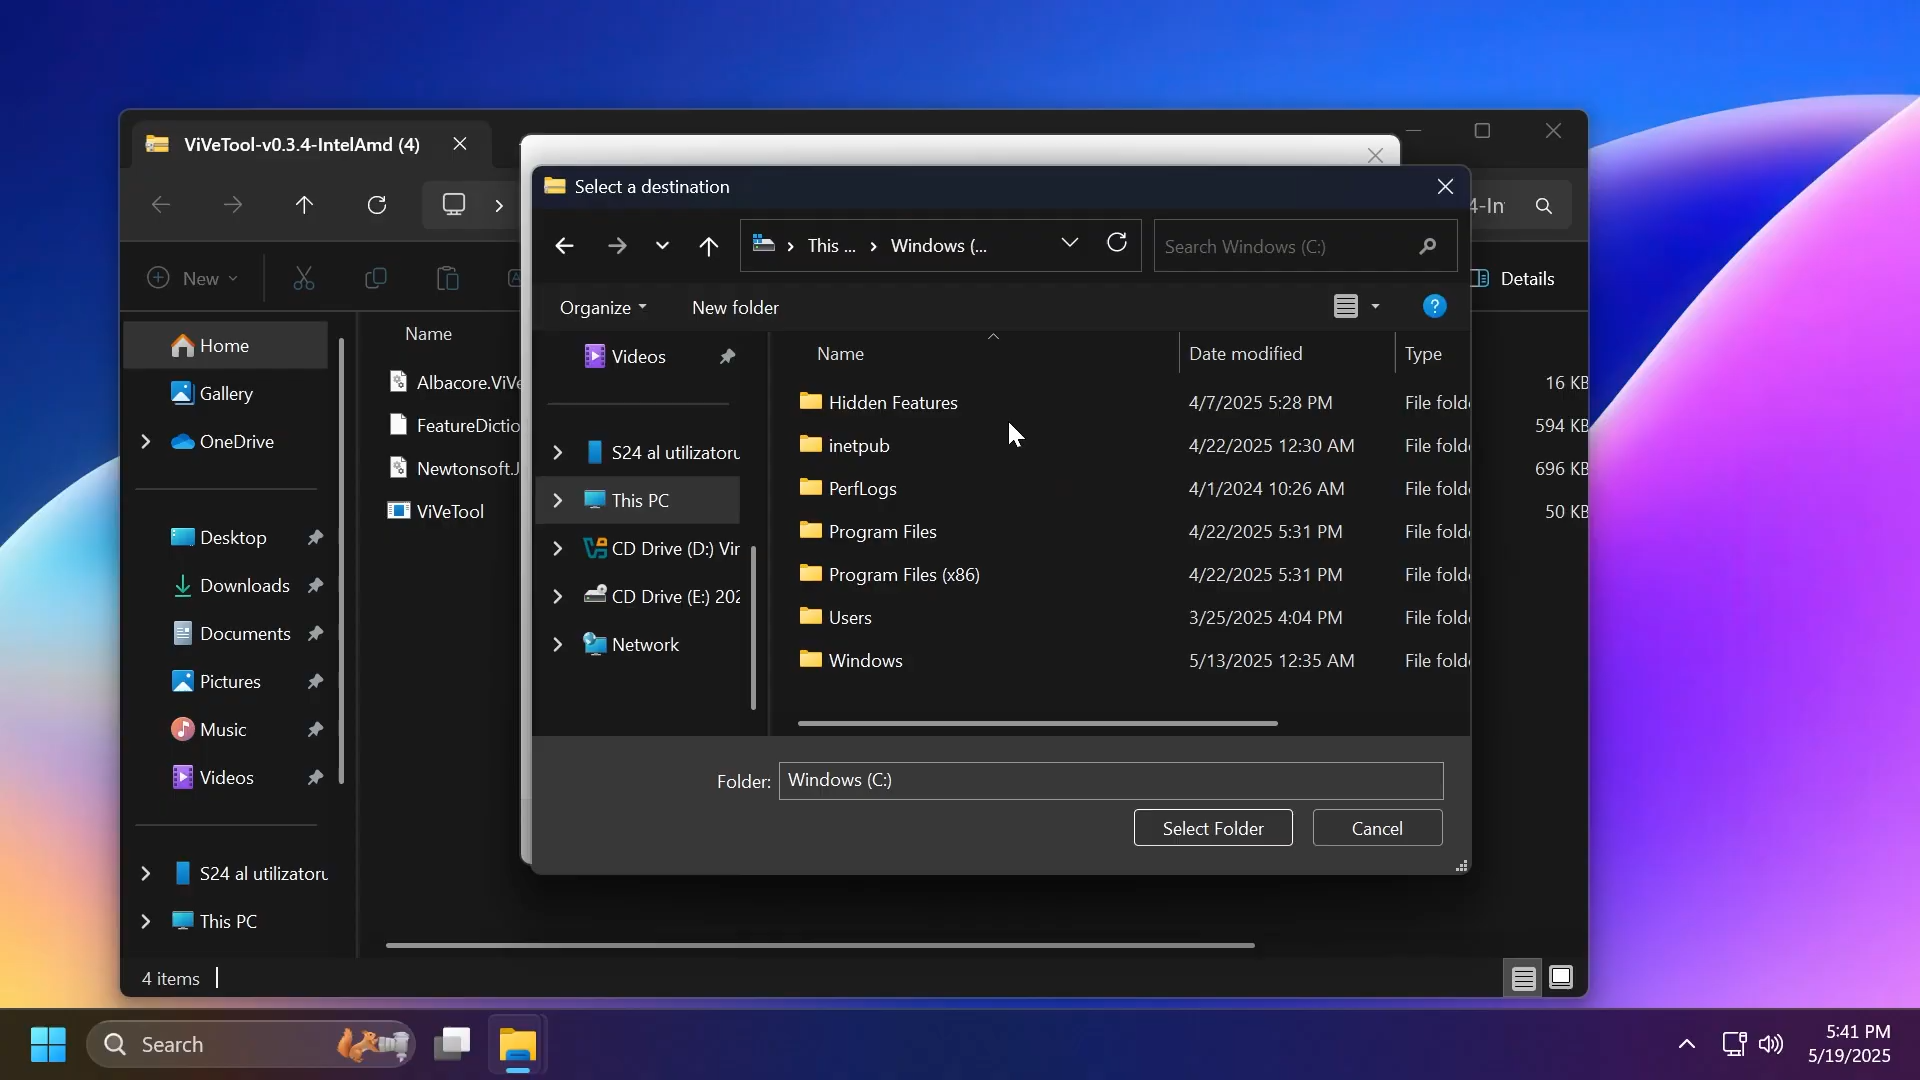 ViVeTool-v0.3.4-IntelAmd (4)
4-In
New
Details
Home
Gallery
OneDrive
Desktop
Downloads
Documents
Pictures
Music
Videos
S24 al utilizatoru
This PC
Name
Albacore.ViVe
16 KB
FeatureDictio
594 KB
Newtonsoft.J
696 KB
ViVeTool
50 KB
4 items
Select a destination
This ... Windows (...
Search Windows (C:)
Organize New folder
Videos
S24 al utilizatoru
This PC
CD Drive (D:) Vir
CD Drive (E:) 202
Network
Name Date modified Type
Hidden Features 4/7/2025 5:28 PM File folde
inetpub 4/22/2025 12:30 AM File folde
PerfLogs 4/1/2024 10:26 AM File folde
Program Files 4/22/2025 5:31 PM File folde
Program Files (x86) 4/22/2025 5:31 PM File folde
Users 3/25/2025 4:04 PM File folde
Windows 5/13/2025 12:35 AM File folde
Folder: Windows (C:)
Select Folder Cancel
Search
5:41 PM
5/19/2025